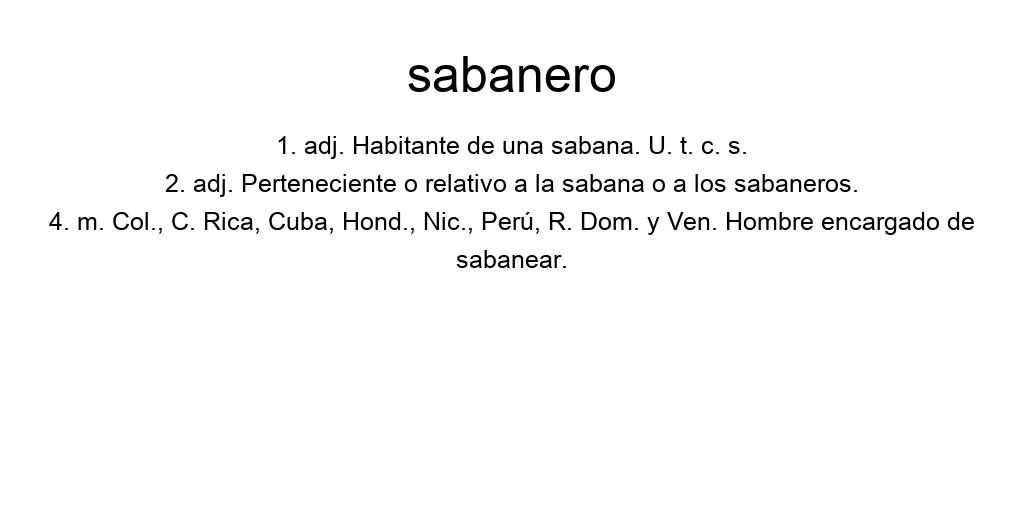 sabanero
1. adj. Habitante de una sabana. U. t. c. s.
2. adj. Perteneciente o relativo a la sabana o a los sabaneros.
4. m. Col., C. Rica, Cuba, Hond., Nic., Perú, R. Dom. y Ven. Hombre encargado de
sabanear.